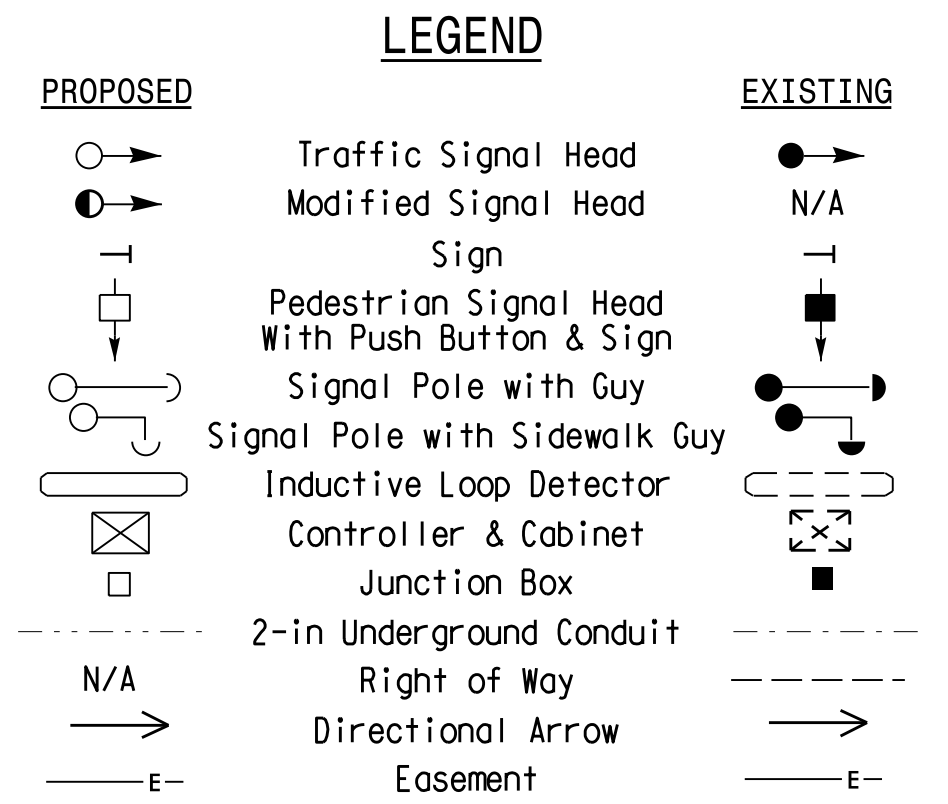 LEGEND
PROPOSED EXISTING
Traffic Signal Head
Modified Signal Head N/A
Sign
Pedestrian Signal Head
With Push Button & Sign
Signal Pole with Guy
Signal Pole with Sidewalk Guy
Inductive Loop Detector
Controller & Cabinet
Junction Box
2-in Underground Conduit
N/A Right of Way
Directional Arrow
E Easement E